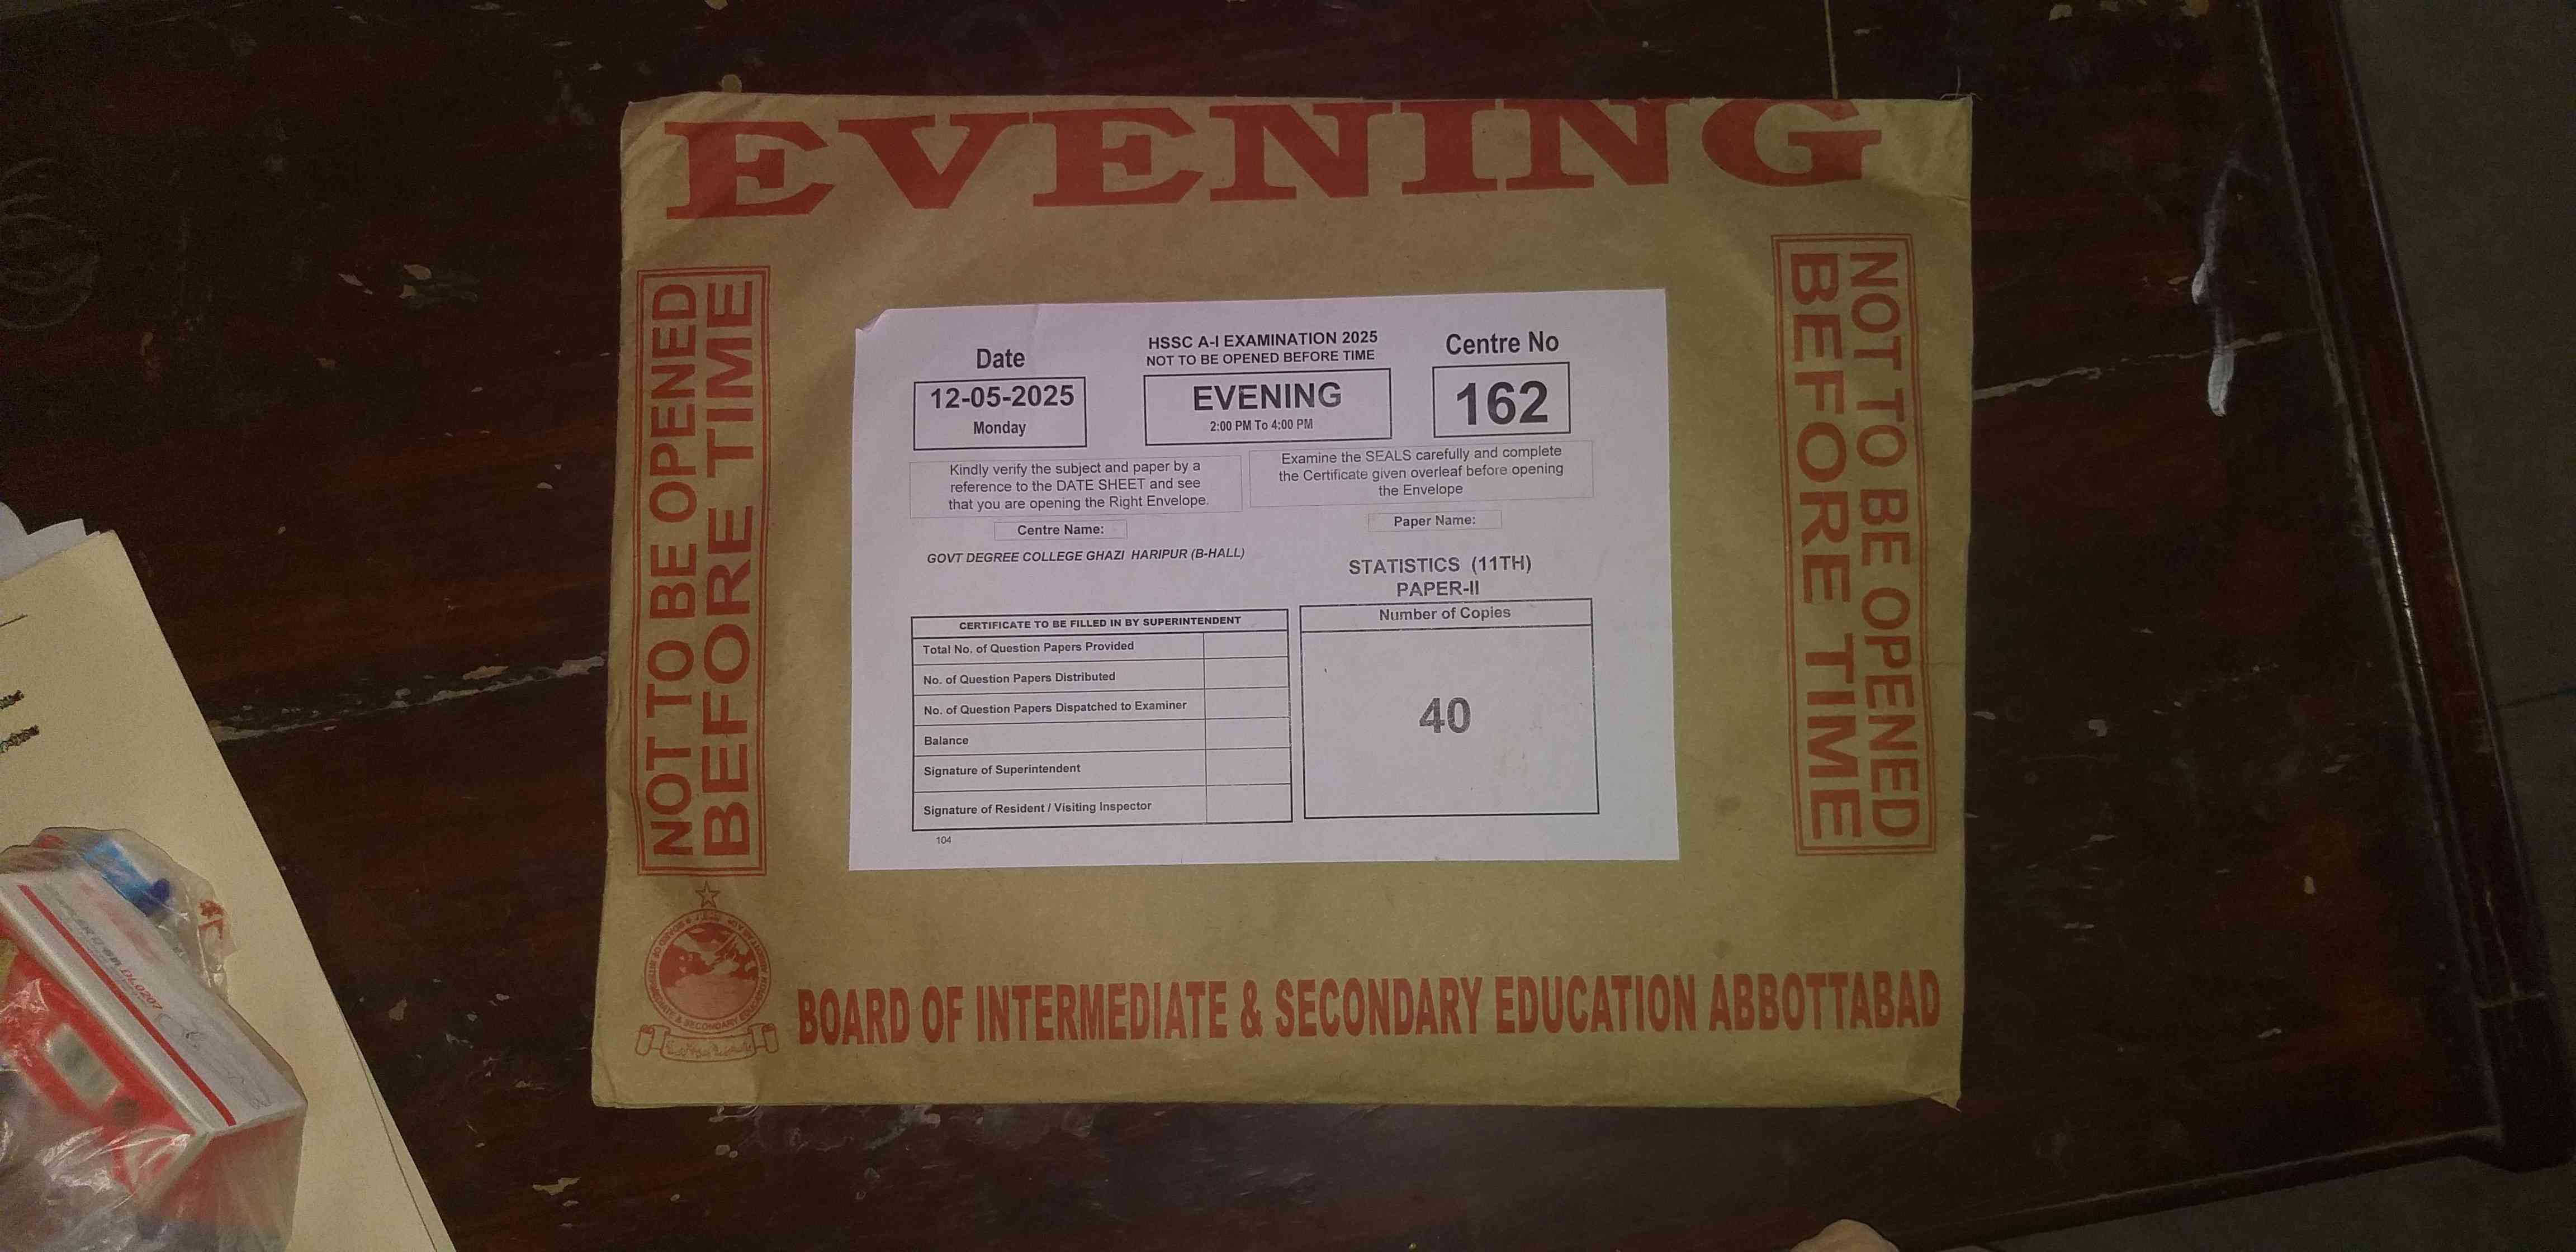 EVENING
NOT TO BE OPENED
BEFORE TIME
NOT TO BE OPENED
BEFORE TIME
Date
12-05-2025
Monday
HSSC A-I EXAMINATION 2025
NOT TO BE OPENED BEFORE TIME
EVENING
2:00 PM To 4:00 PM
Centre No
162
Kindly verify the subject and paper by a
reference to the DATE SHEET and see
that you are opening the Right Envelope.
Examine the SEALS carefully and complete
the Certificate given overleaf before opening
the Envelope
Centre Name:
GOVT DEGREE COLLEGE GHAZI HARIPUR (B-HALL)
Paper Name:
STATISTICS (11TH)
PAPER-II
CERTIFICATE TO BE FILLED IN BY SUPERINTENDENT
Total No. of Question Papers Provided
No. of Question Papers Distributed
No. of Question Papers Dispatched to Examiner
Balance
Signature of Superintendent
Signature of Resident / Visiting Inspector
Number of Copies
40
104
BOARD OF INTERMEDIATE & SECONDARY EDUCATION ABBOTTABAD
DL0207